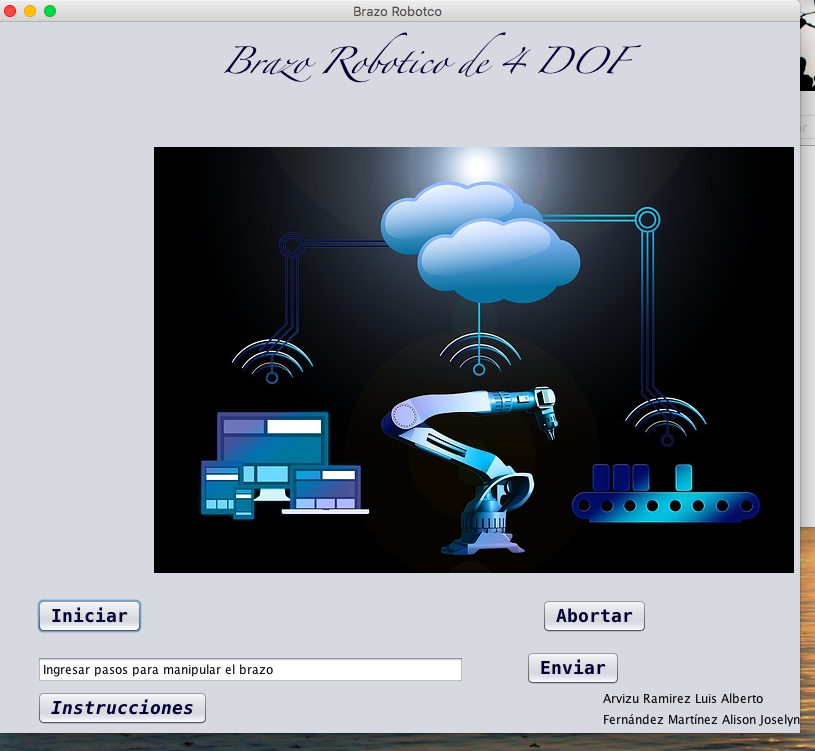 Brazo Robotco
Brazo Robotico de 4 DOF
Iniciar
Abortar
Ingresar pasos para manipular el brazo
Enviar
Instrucciones
Arvizu Ramirez Luis Alberto
Fernández Martínez Alison Joselyn